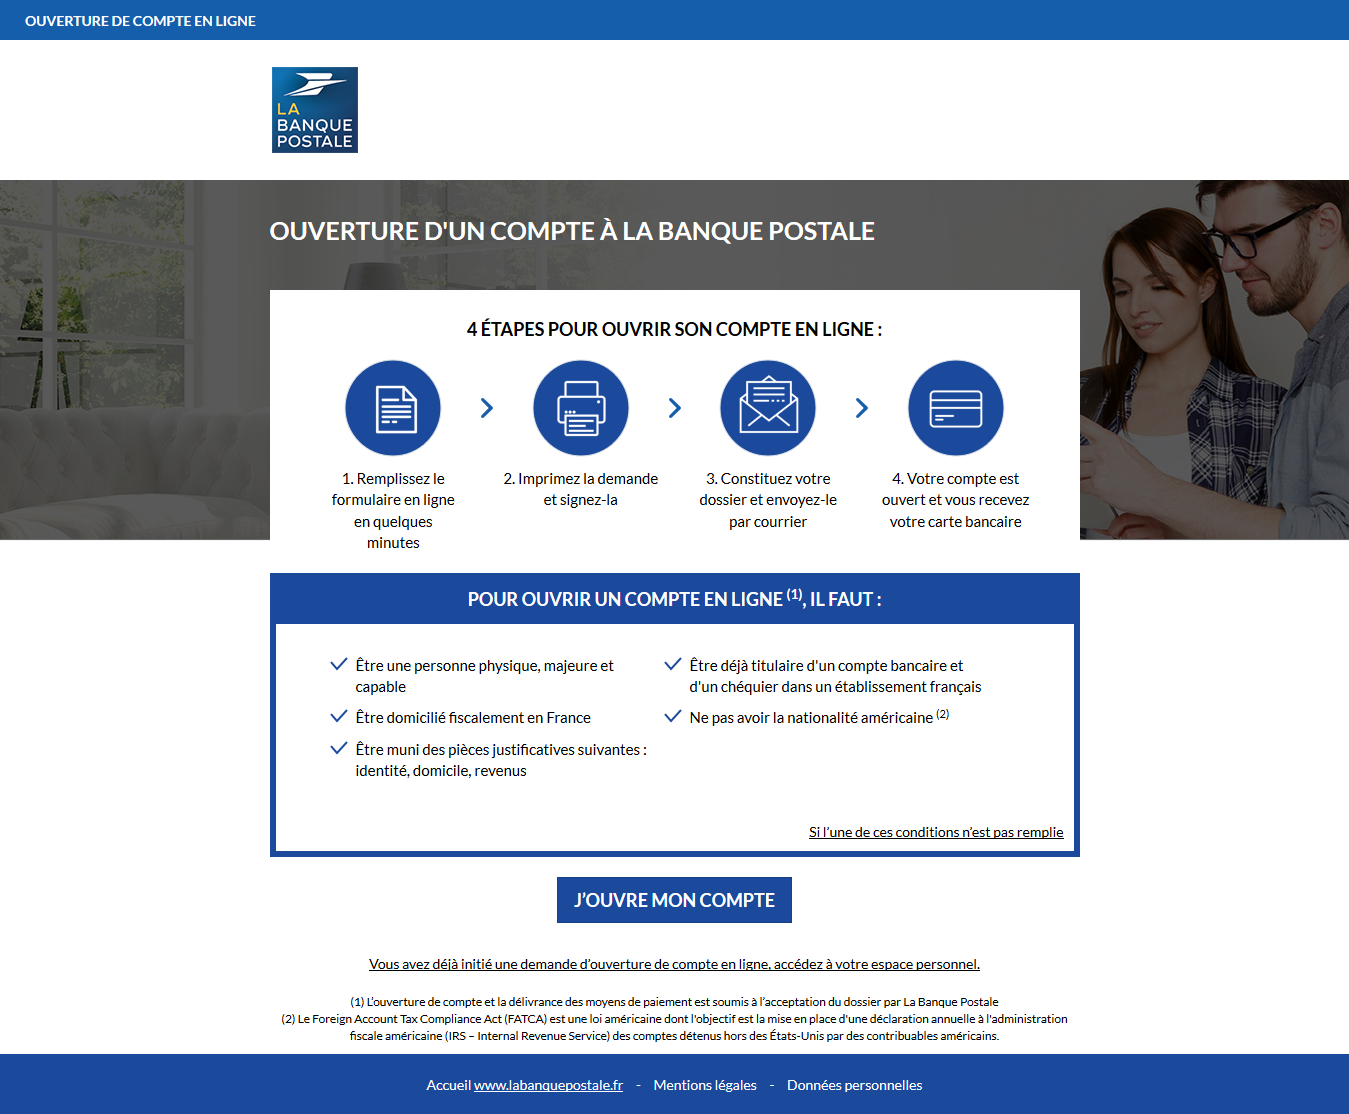 OUVERTURE DE COMPTE EN LIGNE
LA
BANQUE
POSTALE
OUVERTURE D'UN COMPTE À LA BANQUE POSTALE
4 ÉTAPES POUR OUVRIR SON COMPTE EN LIGNE :
1. Remplissez le
formulaire en ligne
en quelques
minutes
2. Imprimez la demande
et signez-la
3. Constituez votre
dossier et envoyez-le
par courrier
4. Votre compte est
ouvert et vous recevez
votre carte bancaire
POUR OUVRIR UN COMPTE EN LIGNE (1), IL FAUT :
Être une personne physique, majeure et
capable
Être domicilié fiscalement en France
Être muni des pièces justificatives suivantes :
identité, domicile, revenus
Être déjà titulaire d'un compte bancaire et
d'un chéquier dans un établissement français
Ne pas avoir la nationalité américaine (2)
Si l’une de ces conditions n’est pas remplie
J’OUVRE MON COMPTE
Vous avez déjà initié une demande d’ouverture de compte en ligne, accédez à votre espace personnel.
(1) L’ouverture de compte et la délivrance des moyens de paiement est soumis à l’acceptation du dossier par La Banque Postale
(2) Le Foreign Account Tax Compliance Act (FATCA) est une loi américaine dont l'objectif est la mise en place d'une déclaration annuelle à l'administration
fiscale américaine (IRS – Internal Revenue Service) des comptes détenus hors des États-Unis par des contribuables américains.
Accueil www.labanquepostale.fr - Mentions légales - Données personnelles